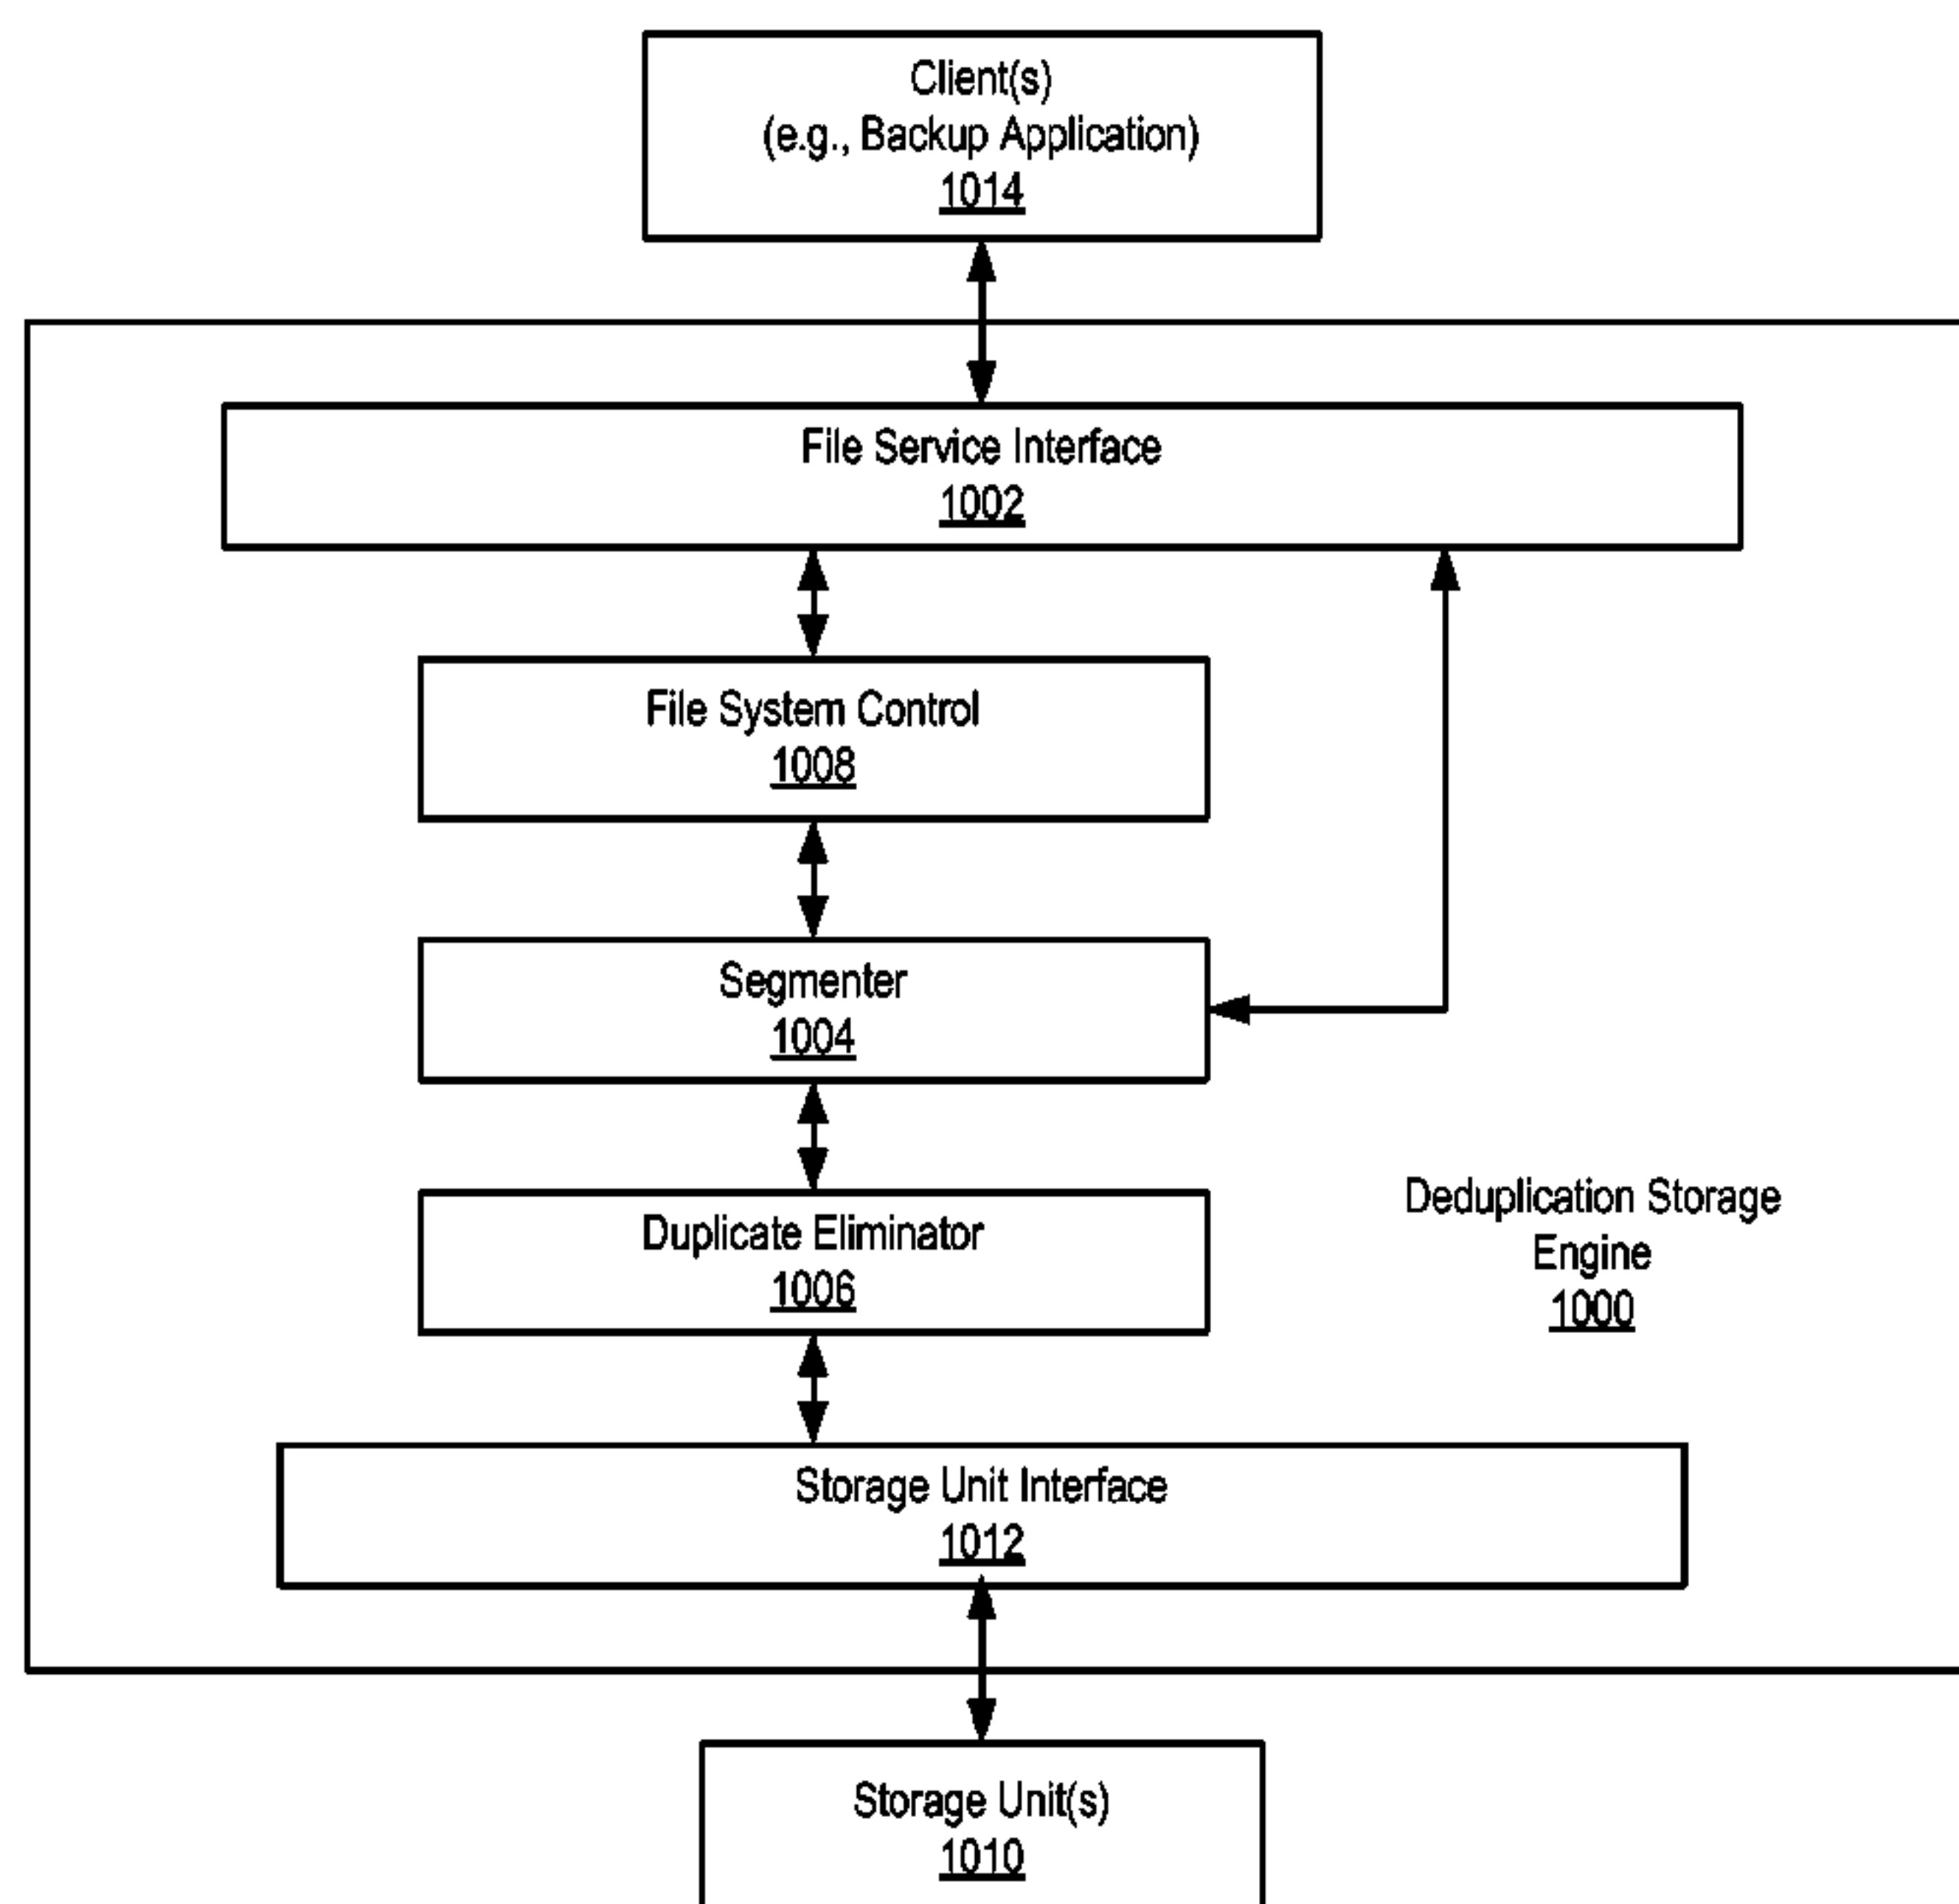 Client(s)
(e.g., Backup Application)
1014
File Service Interface
1002
File System Control
1008
Segmenter
1004
Duplicate Eliminator
1006
Deduplication Storage
Engine
1000
Storage Unit Interface
1012
Storage Unit(s)
1010